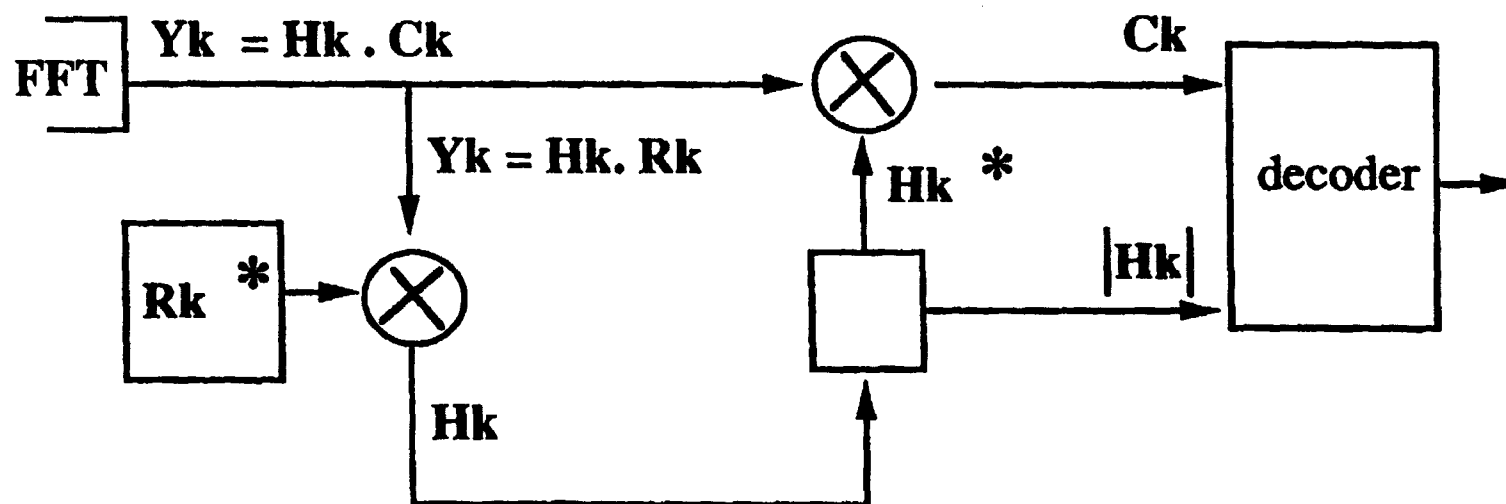 Yk = Hk . Ck
Ck
FFT
Yk = Hk. Rk
Hk *
decoder
Rk *
|Hk|
Hk